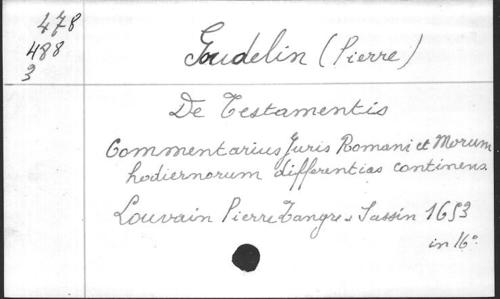 478
488
3
Goudelin (Pierre)
De Testamentis
Commentarius Juris Romani et Morum
hodiernorum differentias continens.
Louvain Pierre Zangre & Sassin 1653
in 16°